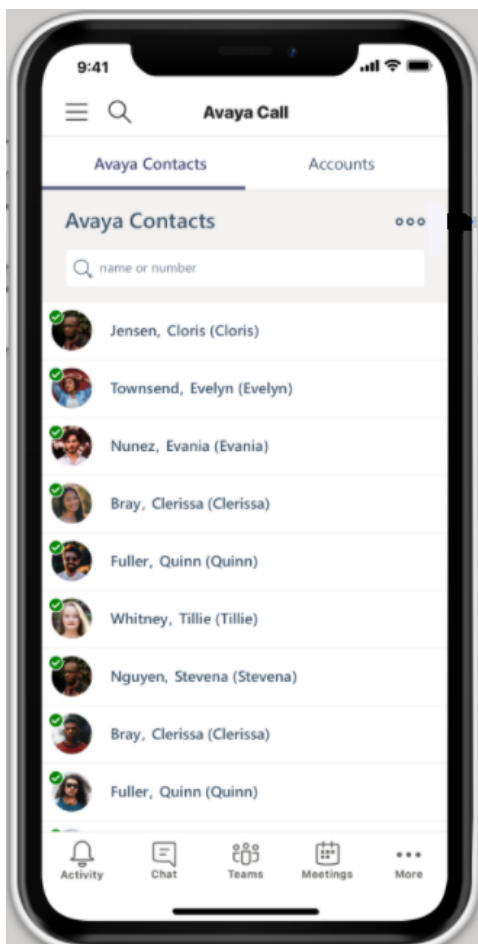 9:41
Avaya Call
Avaya Contacts Accounts
Avaya Contacts
name or number
Jensen, Cloris (Cloris)
Townsend, Evelyn (Evelyn)
Nunez, Evania (Evania)
Bray, Clerissa (Clerissa)
Fuller, Quinn (Quinn)
Whitney, Tillie (Tillie)
Nguyen, Stevena (Stevena)
Bray, Clerissa (Clerissa)
Fuller, Quinn (Quinn)
Activity Chat Teams Meetings More